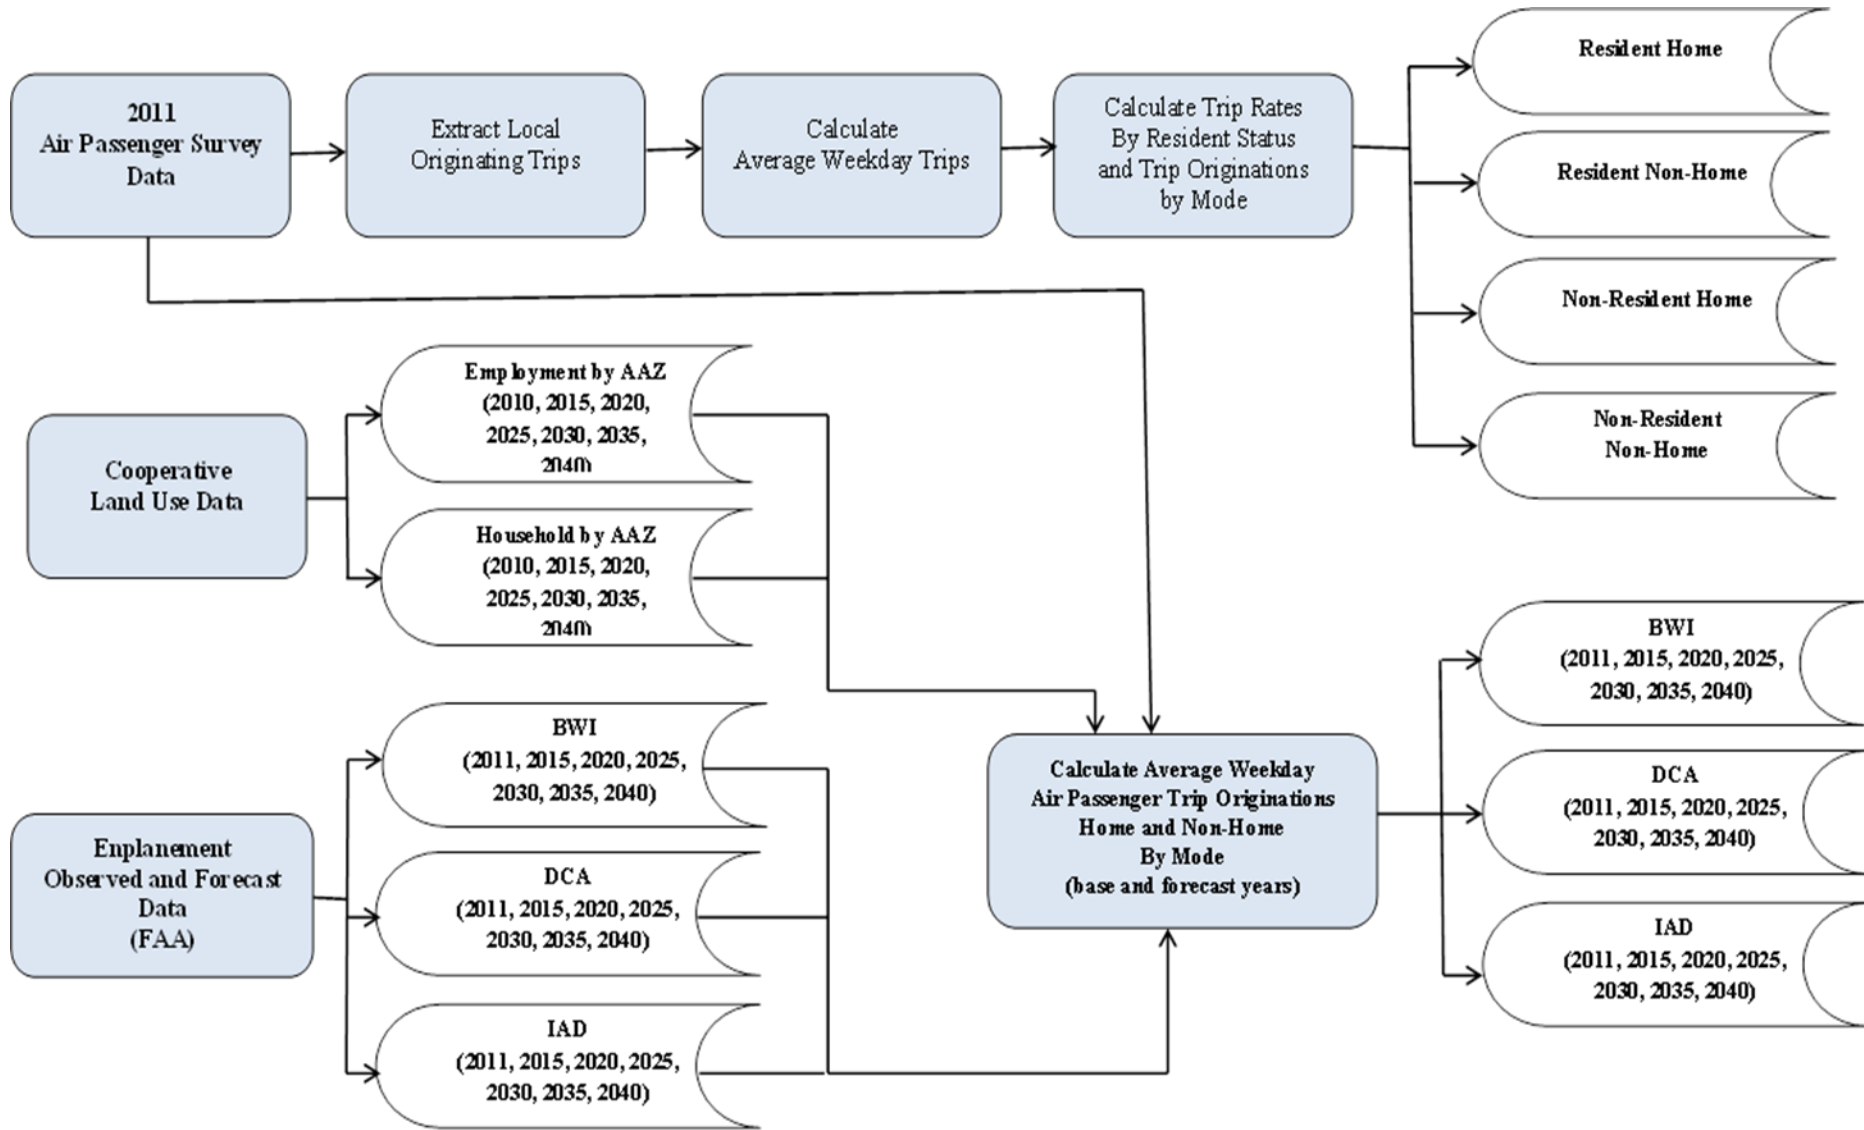 2011
Air Passenger Survey
Data
Extract Local
Originating Trips
Calculate
Average Weekday Trips
Calculate Trip Rates
By Resident Status
and Trip Originations
by Mode
Resident Home
Resident Non-Home
Non-Resident Home
Non-Resident
Non-Home
Cooperative
Land Use Data
Employment by AAZ
(2010, 2015, 2020,
2025, 2030, 2035,
2040)
Household by AAZ
(2010, 2015, 2020,
2025, 2030, 2035,
2040)
Enplanement
Observed and Forecast
Data
(FAA)
BWI
(2011, 2015, 2020, 2025,
2030, 2035, 2040)
DCA
(2011, 2015, 2020, 2025,
2030, 2035, 2040)
IAD
(2011, 2015, 2020, 2025,
2030, 2035, 2040)
Calculate Average Weekday
Air Passenger Trip Originations
Home and Non-Home
By Mode
(base and forecast years)
BWI
(2011, 2015, 2020, 2025,
2030, 2035, 2040)
DCA
(2011, 2015, 2020, 2025,
2030, 2035, 2040)
IAD
(2011, 2015, 2020, 2025,
2030, 2035, 2040)